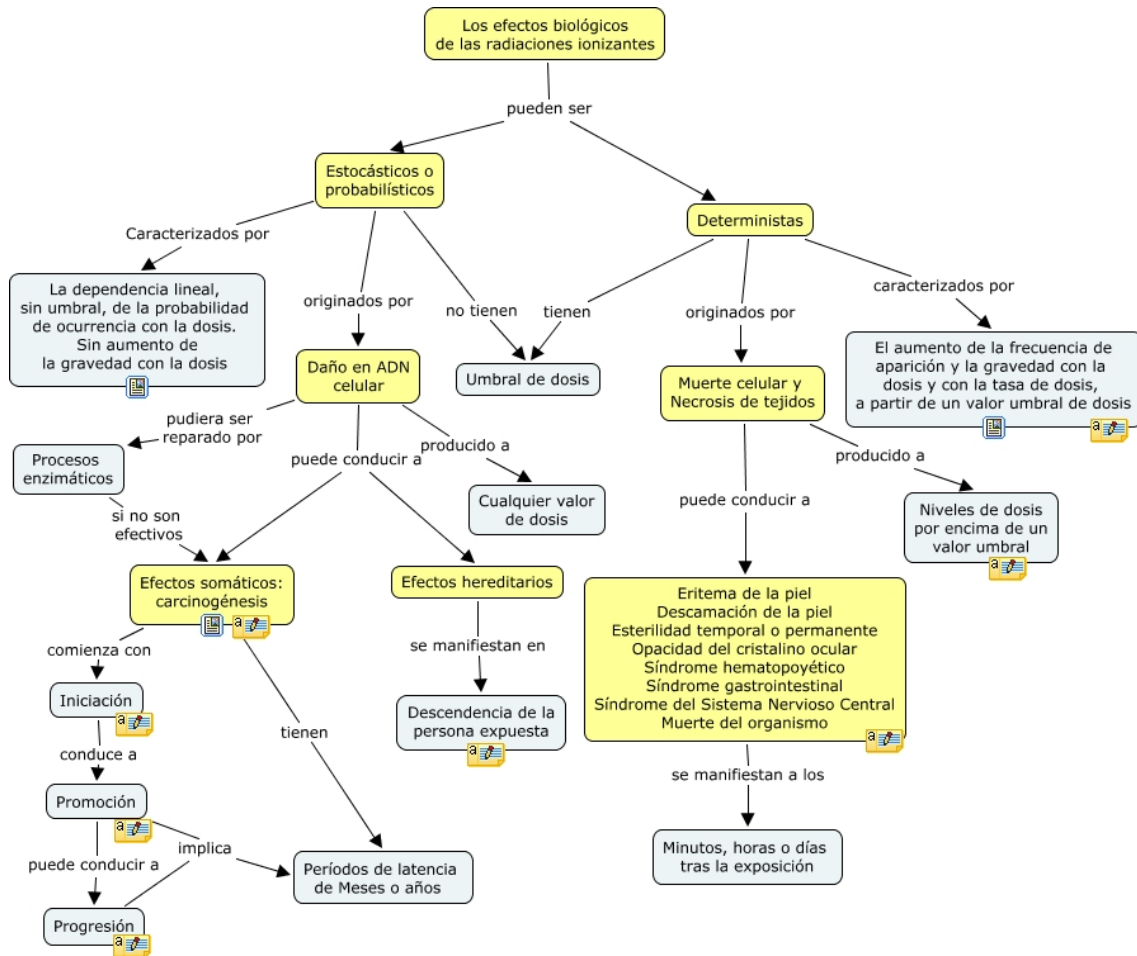 Los efectos biológicos
de las radiaciones ionizantes
pueden ser
Estocásticos o
probabilísticos
Deterministas
Caracterizados por
La dependencia lineal,
sin umbral, de la probabilidad
de ocurrencia con la dosis.
Sin aumento de
la gravedad con la dosis
originados por
no tienen
tienen
originados por
caracterizados por
Daño en ADN
celular
Umbral de dosis
Muerte celular y
Necrosis de tejidos
El aumento de la frecuencia de
aparición y la gravedad con la
dosis y con la tasa de dosis,
a partir de un valor umbral de dosis
a
pudiera ser
reparado por
puede conducir a
producido a
producido a
Procesos
enzimáticos
Cualquier valor
de dosis
puede conducir a
Niveles de dosis
por encima de un
valor umbral
a
si no son
efectivos
Efectos somáticos:
carcinogénesis
a
Efectos hereditarios
Eritema de la piel
Descamación de la piel
Esterilidad temporal o permanente
Opacidad del cristalino ocular
Síndrome hematopoyético
Síndrome gastrointestinal
Síndrome del Sistema Nervioso Central
Muerte del organismo
a
comienza con
se manifiestan en
Iniciación
a
tienen
Descendencia de la
persona expuesta
a
conduce a
se manifiestan a los
Promoción
a
puede conducir a
implica
Períodos de latencia
de Meses o años
Minutos, horas o días
tras la exposición
Progresión
a